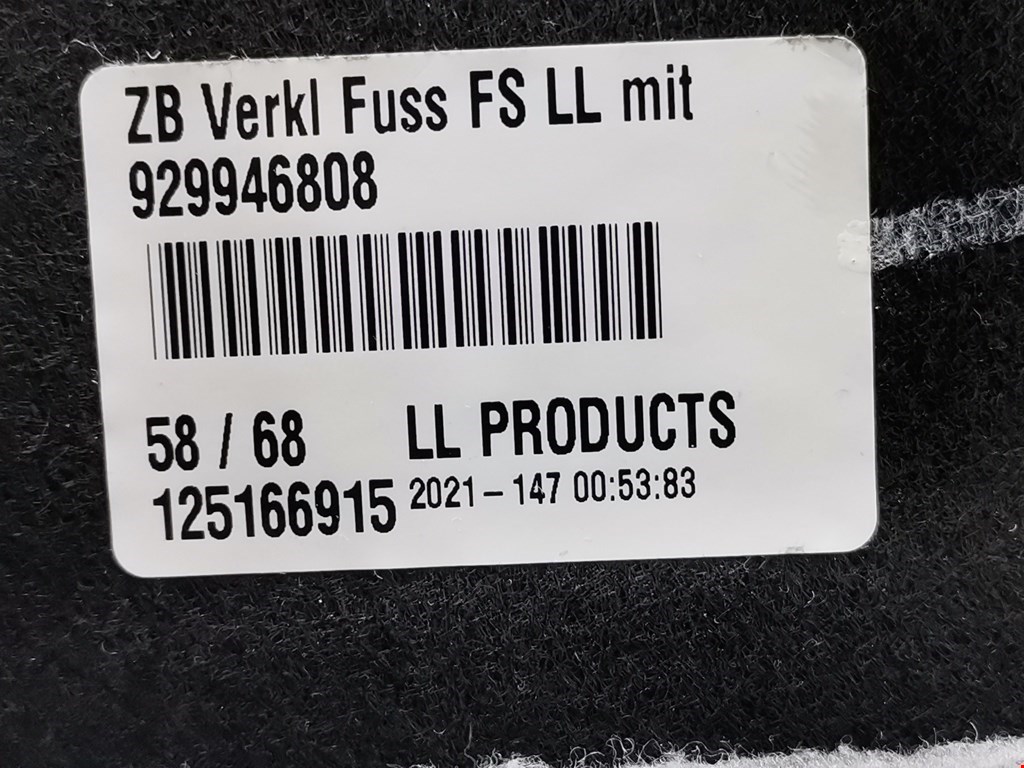 ZB Verkl Fuss FS LL mit
929946808
58 / 68 LL PRODUCTS
125166915 2021-147 00:53:83